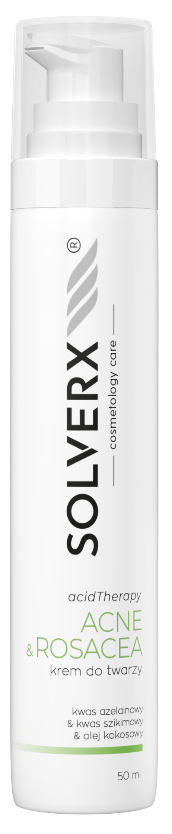 SOLVERX®
cosmetology care
acidTherapy
ACNE
& ROSACEA
krem do twarzy
kwas azelanowy
& kwas szikimowy
& olej kokosowy
50 ml